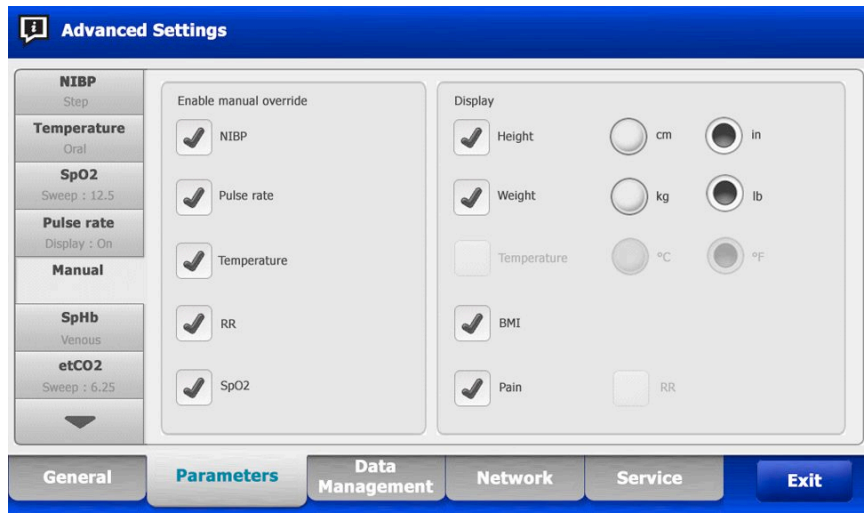 Advanced Settings
NIBP
Step
Temperature
Oral
SpO2
Sweep : 12.5
Pulse rate
Display : On
Manual
SpHb
Venous
etCO2
Sweep : 6.25
Enable manual override
NIBP
Pulse rate
Temperature
RR
SpO2
Display
Height cm in
Weight kg lb
Temperature °C °F
BMI
Pain RR
General Parameters Data Management Network Service Exit